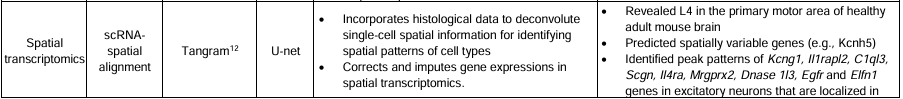 Spatial
transcriptomics
scRNA-
spatial
alignment
Tangram12
U-net
• Incorporates histological data to deconvolute
single-cell spatial information for identifying
spatial patterns of cell types
• Corrects and imputes gene expressions in
spatial transcriptomics.
• Revealed L4 in the primary motor area of healthy
adult mouse brain
• Predicted spatially variable genes (e.g., Kcnh5)
• Identified peak patterns of Kcng1, Il1rapl2, C1ql3,
Scgn, Il4ra, Mrgprx2, Dnase 1l3, Egfr and Elfn1
genes in excitatory neurons that are localized in